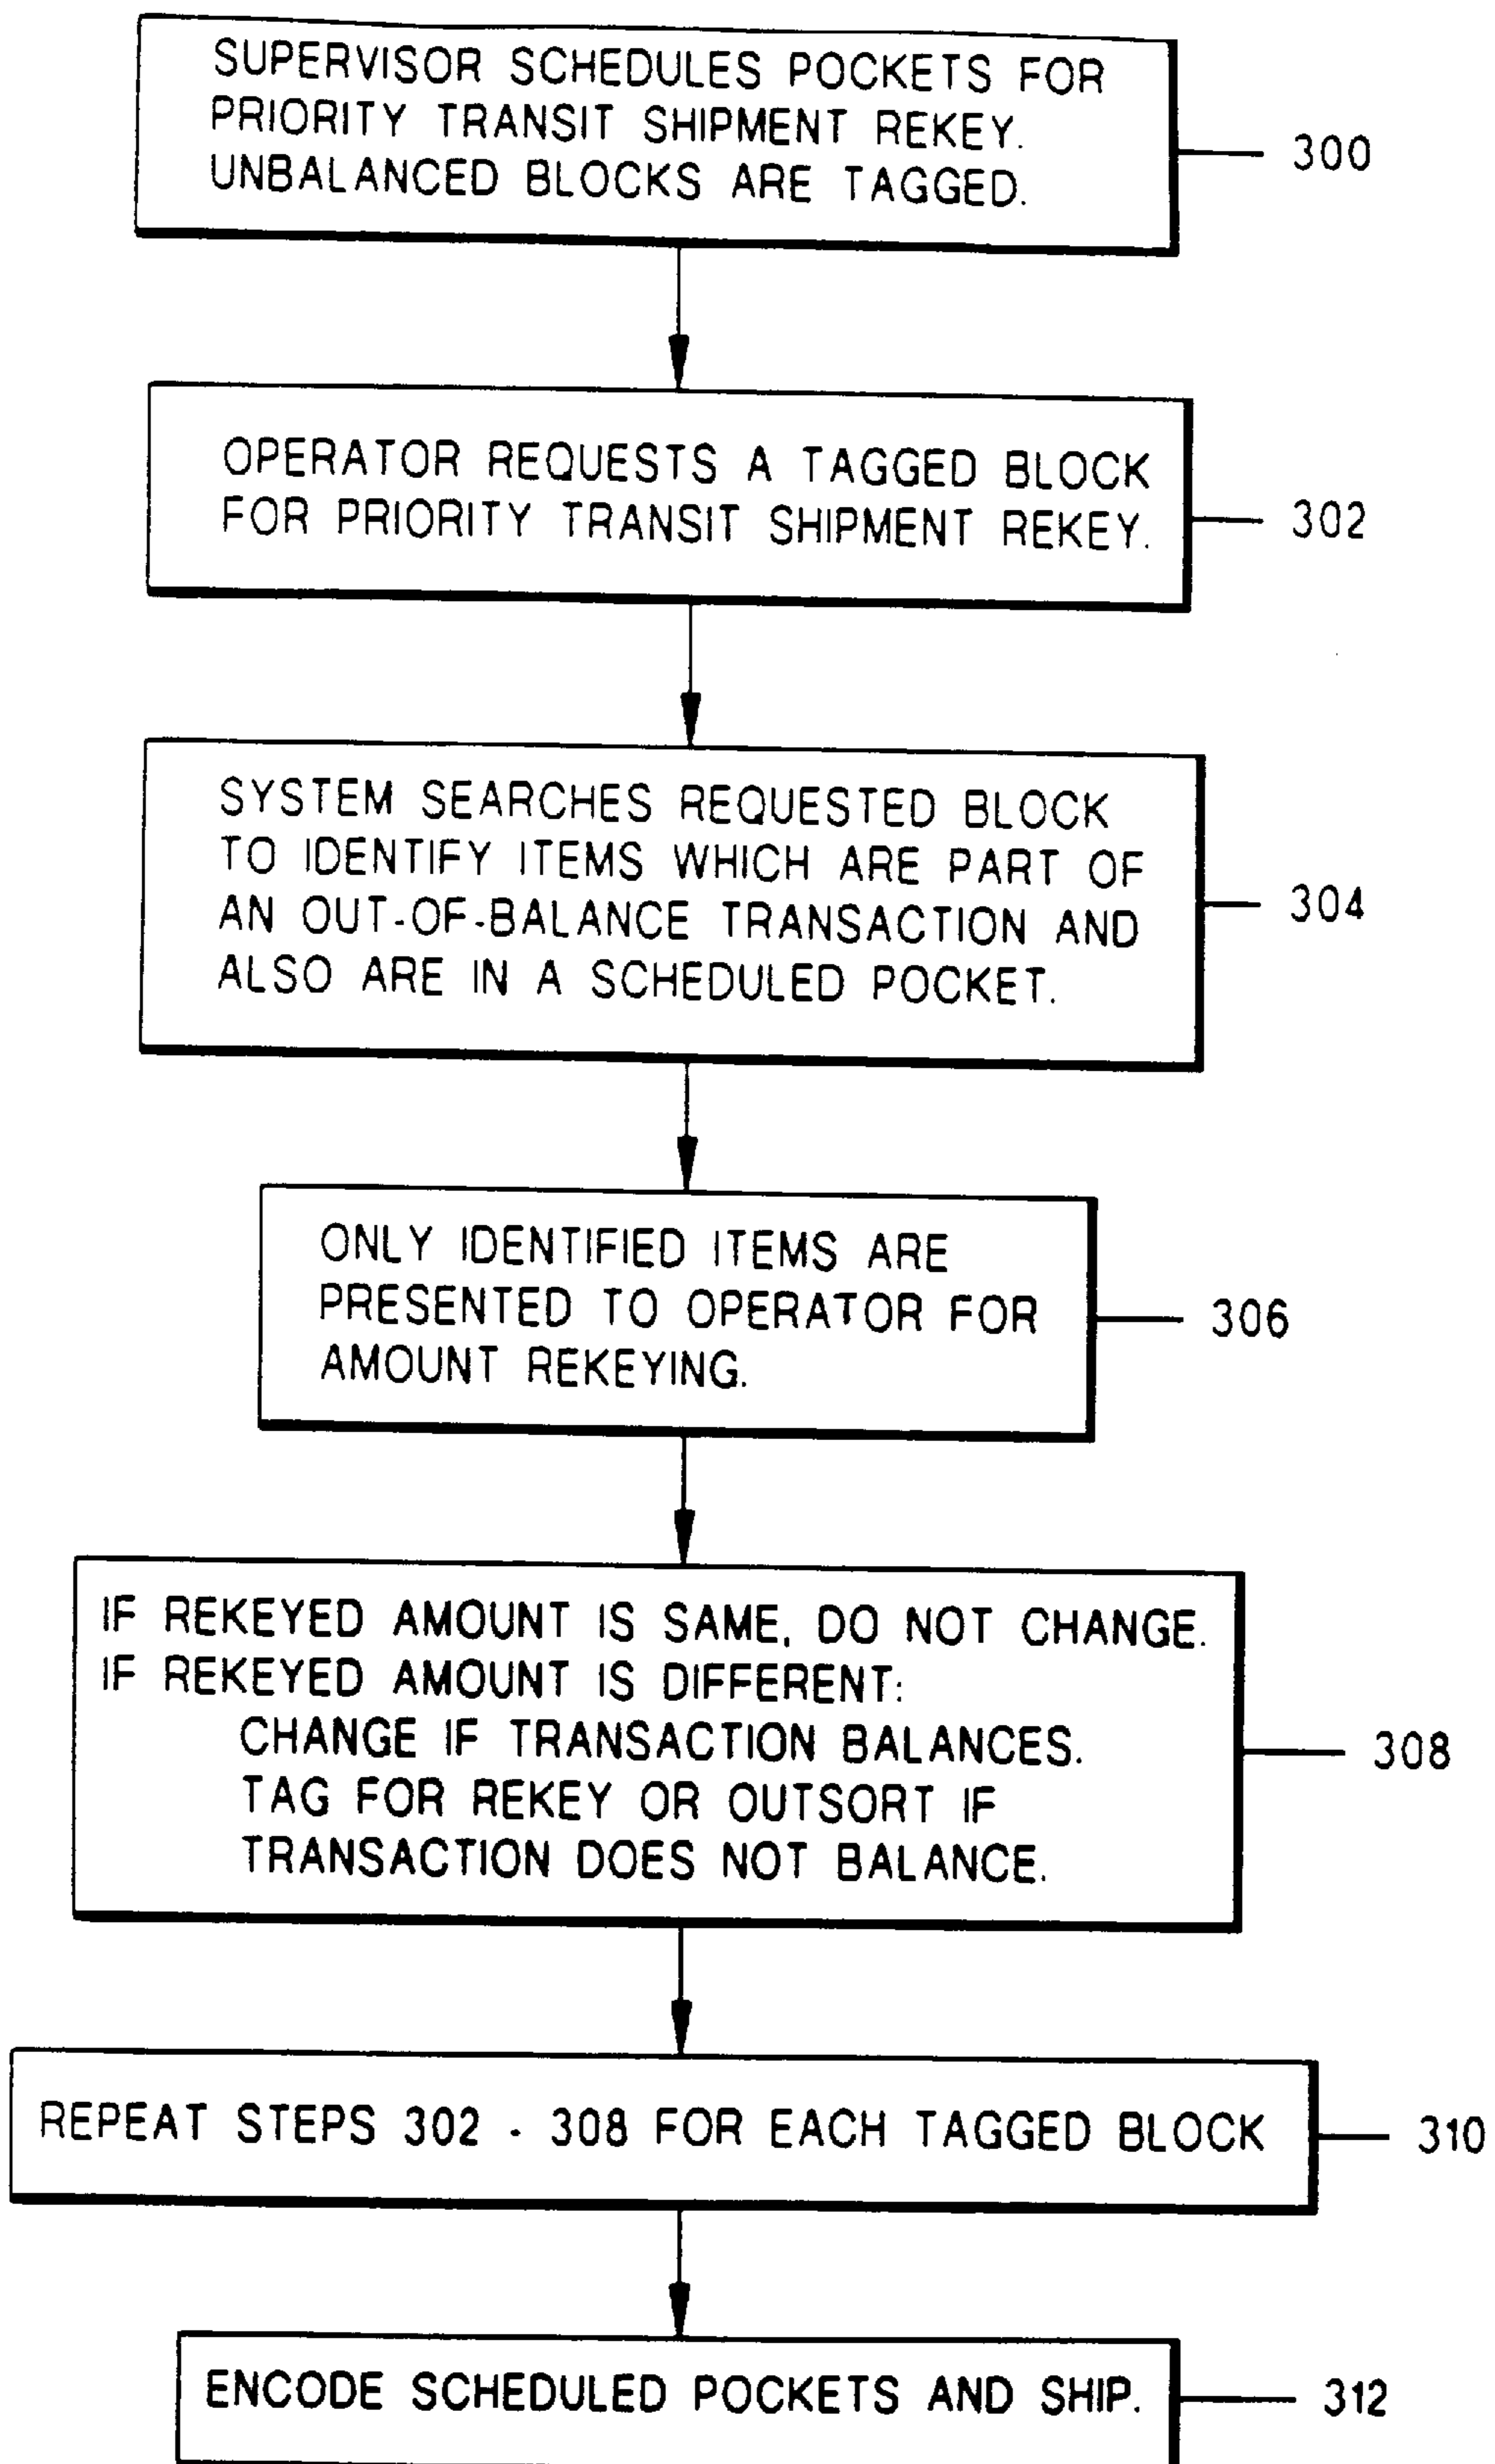 SUPERVISOR SCHEDULES POCKETS FOR
PRIORITY TRANSIT SHIPMENT REKEY.
UNBALANCED BLOCKS ARE TAGGED.
300
OPERATOR REQUESTS A TAGGED BLOCK
FOR PRIORITY TRANSIT SHIPMENT REKEY.
302
SYSTEM SEARCHES REQUESTED BLOCK
TO IDENTIFY ITEMS WHICH ARE PART OF
AN OUT-OF-BALANCE TRANSACTION AND
ALSO ARE IN A SCHEDULED POCKET.
304
ONLY IDENTIFIED ITEMS ARE
PRESENTED TO OPERATOR FOR
AMOUNT REKEYING.
306
IF REKEYED AMOUNT IS SAME, DO NOT CHANGE.
IF REKEYED AMOUNT IS DIFFERENT:
CHANGE IF TRANSACTION BALANCES.
TAG FOR REKEY OR OUTSORT IF
TRANSACTION DOES NOT BALANCE.
308
REPEAT STEPS 302 - 308 FOR EACH TAGGED BLOCK
310
ENCODE SCHEDULED POCKETS AND SHIP.
312